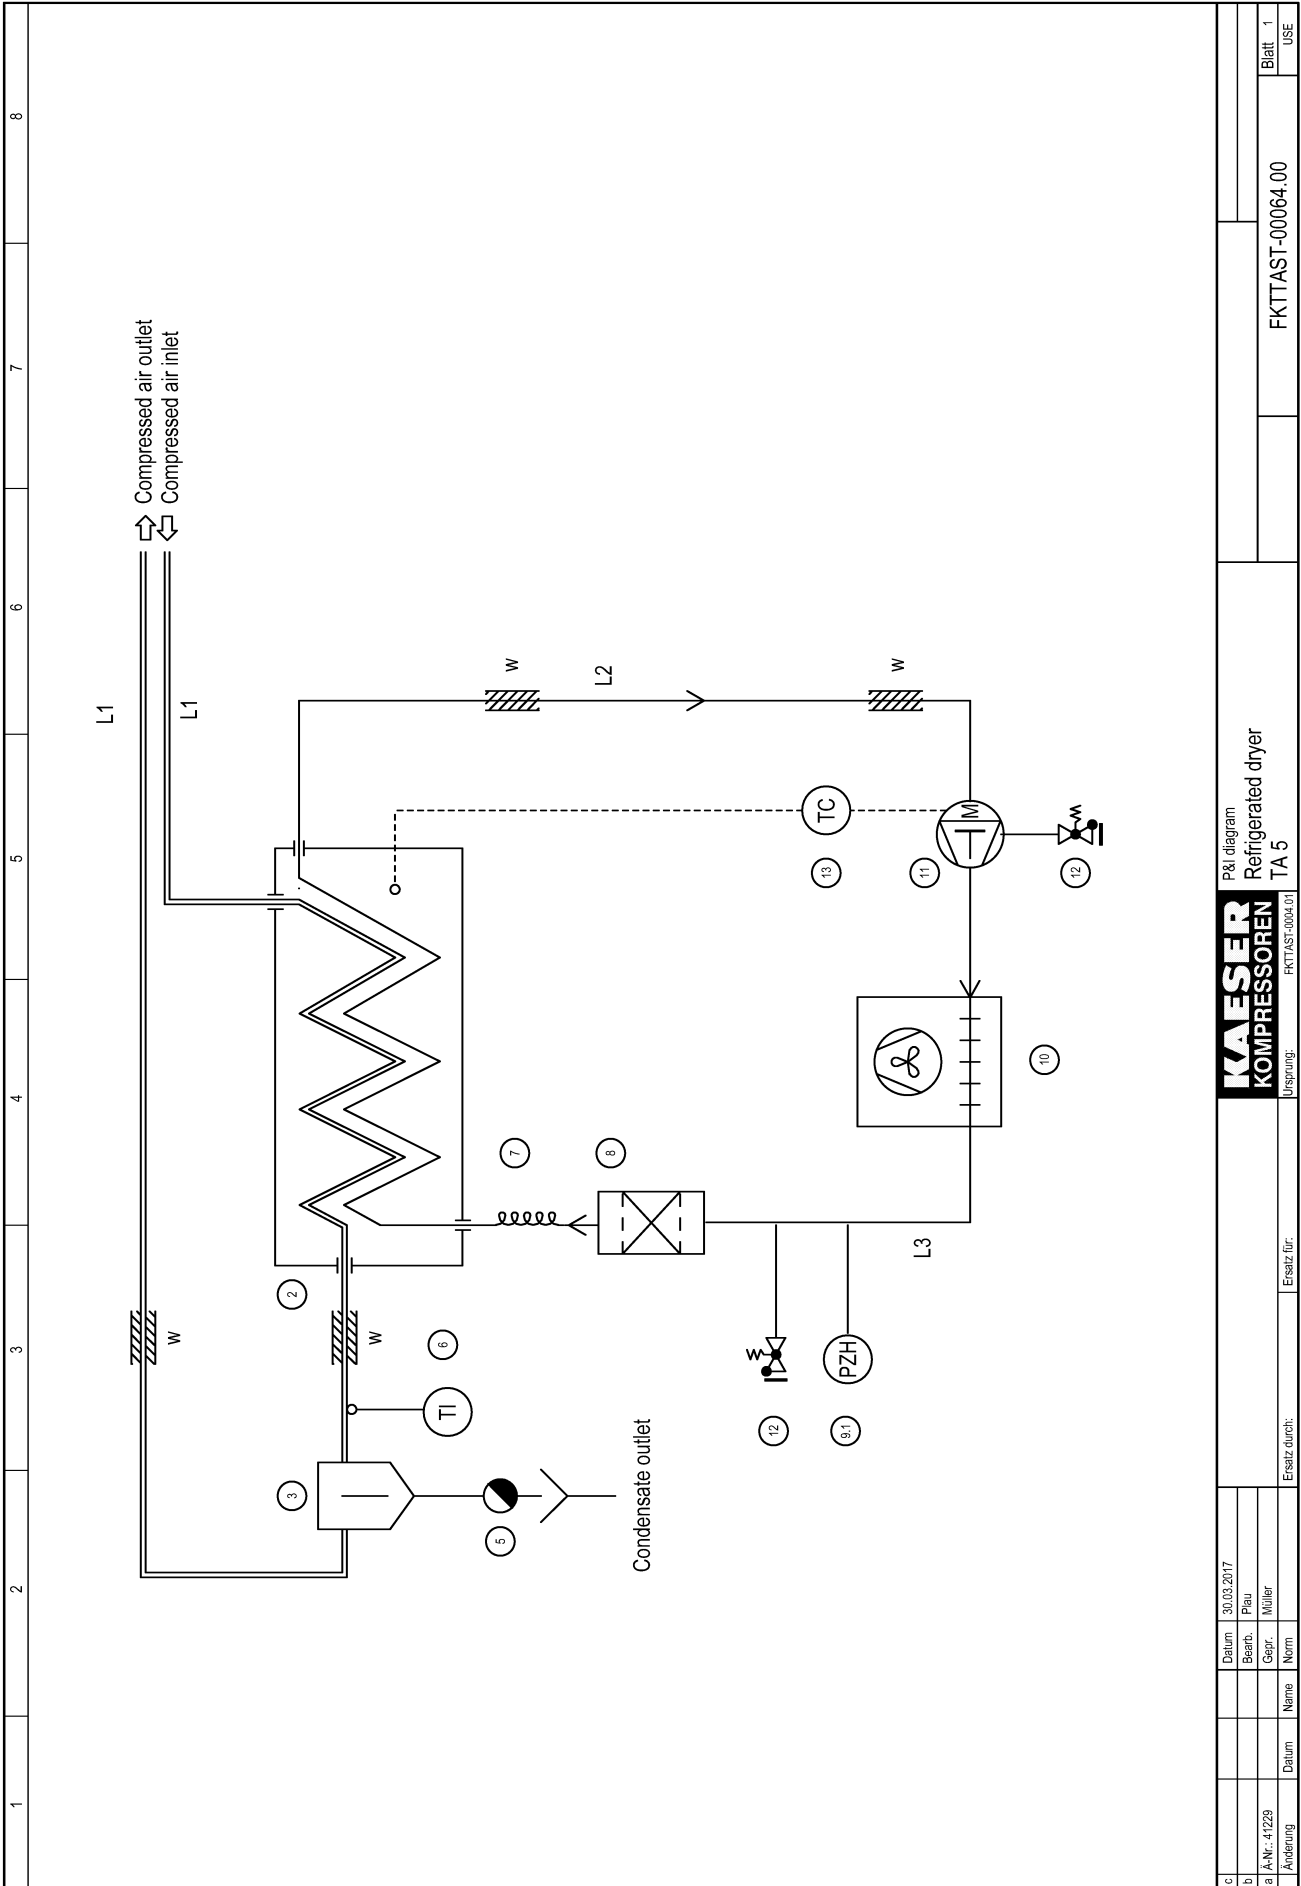 1
2
3
4
5
6
7
8
Compressed air outlet
Compressed air inlet
L1
L1
W
W
W
W
L2
L3
2
3
5
6
TI
7
8
9.1
PZH
10
11
M
12
12
13
TC
Condensate outlet
c
b
a
Ä-Nr.: 41229
Änderung
Datum
Name
Datum
30.03.2017
Bearb.
Plau
Gepr.
Müller
Norm
Ersatz durch:
Ersatz für:
Ursprung:
FKTTAST-0004.01
KAESER
KOMPRESSOREN
P&I diagram
Refrigerated dryer
TA 5
FKTTAST-00064.00
Blatt 1
USE